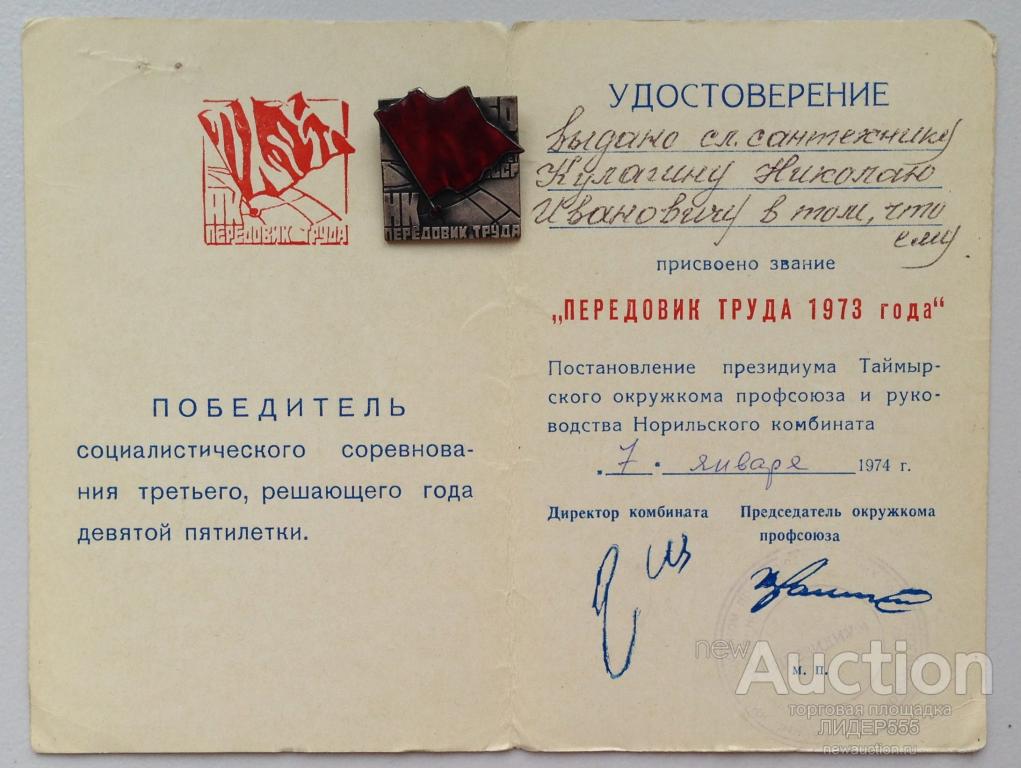 НК
ПЕРЕДОВИК ТРУДА
50
СССР
НК
ПЕРЕДОВИК ТРУДА
ПОБЕДИТЕЛЬ
социалистического соревнова-
ния третьего, решающего года
девятой пятилетки.
УДОСТОВЕРЕНИЕ
Выдано сл. сантехнику
Кулагину Николаю
Ивановичу в том, что
ему
присвоено звание
„ПЕРЕДОВИК ТРУДА 1973 года“
Постановление президиума Таймыр-
ского окружкома профсоюза и руко-
водства Норильского комбината
7 января 1974 г.
Директор комбината
Председатель окружкома
профсоюза
м. п.
newAuction
торговая площадка
ЛИДЕР555
newauction.ru